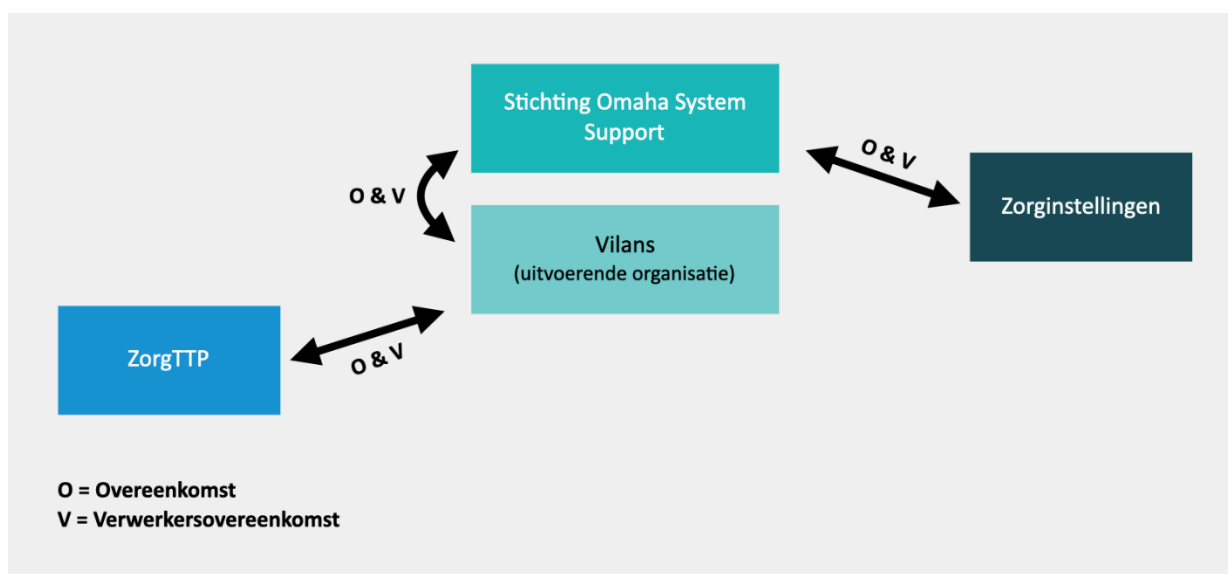 Stichting Omaha System
Support
O & V
O & V
Zorginstellingen
Vilans
(uitvoerende organisatie)
ZorgTTP
O & V
O = Overeenkomst
V = Verwerkersovereenkomst